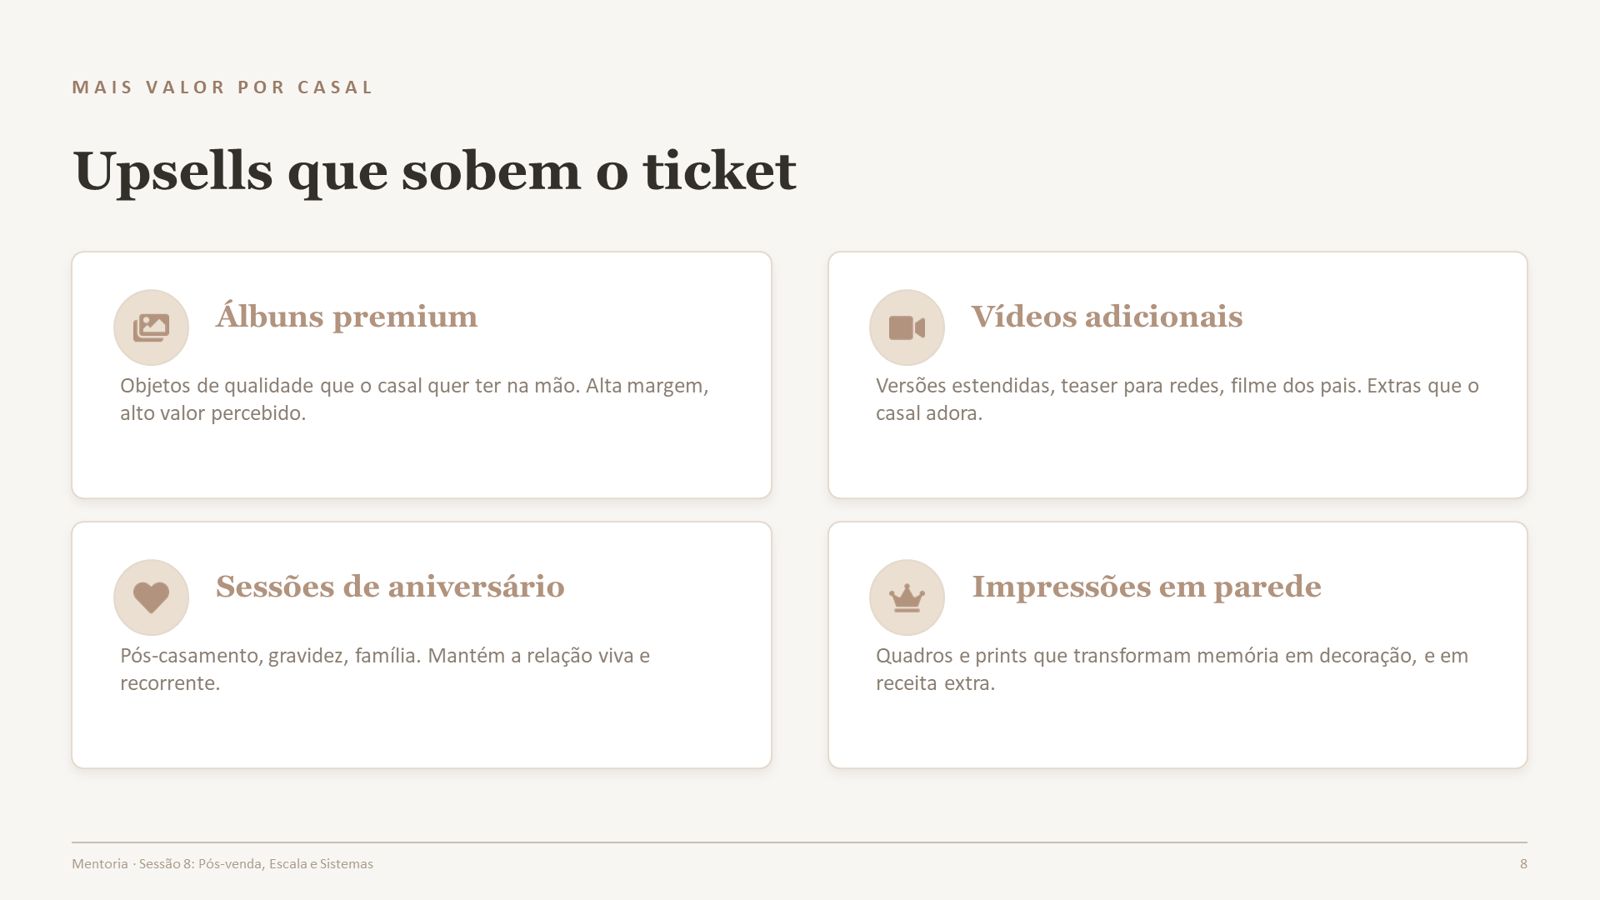 MAIS VALOR POR CASAL
Upsells que sobem o ticket
Álbuns premium
Objetos de qualidade que o casal quer ter na mão. Alta margem,
alto valor percebido.
Vídeos adicionais
Versões estendidas, teaser para redes, filme dos pais. Extras que o
casal adora.
Sessões de aniversário
Pós-casamento, gravidez, família. Mantém a relação viva e
recorrente.
Impressões em parede
Quadros e prints que transformam memória em decoração, e em
receita extra.
Mentoria · Sessão 8: Pós-venda, Escala e Sistemas
8